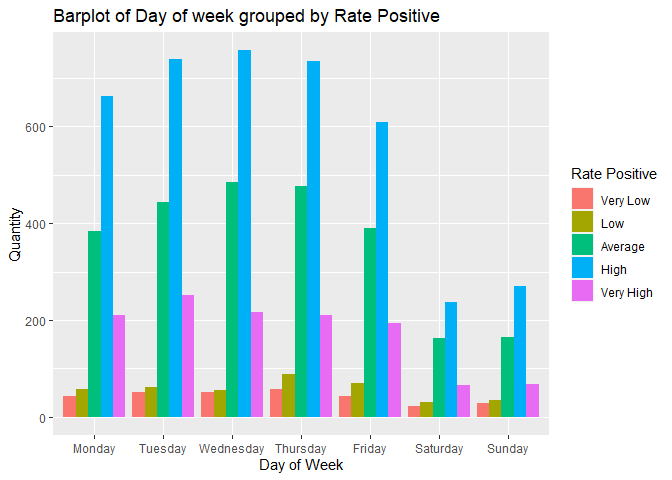 Barplot of Day of week grouped by Rate Positive
Quantity
600
400
200
0
Monday Tuesday Wednesday Thursday Friday Saturday Sunday
Day of Week
Rate Positive
Very Low
Low
Average
High
Very High